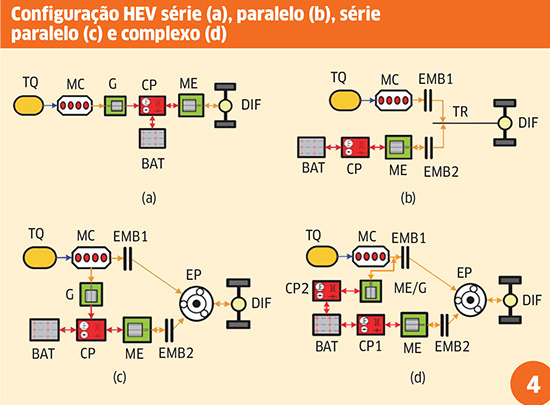 Configuração HEV série (a), paralelo (b), série
paralelo (c) e complexo (d)
TQ MC G CP ME
DIF
BAT
(a)
TQ MC EMB1
TR
DIF
BAT CP ME EMB2
(b)
TQ MC EMB1
EP
G
DIF
BAT CP ME EMB2
(c)
TQ MC EMB1
EP
CP2 ME/G
DIF
BAT CP1 ME EMB2
(d)
4